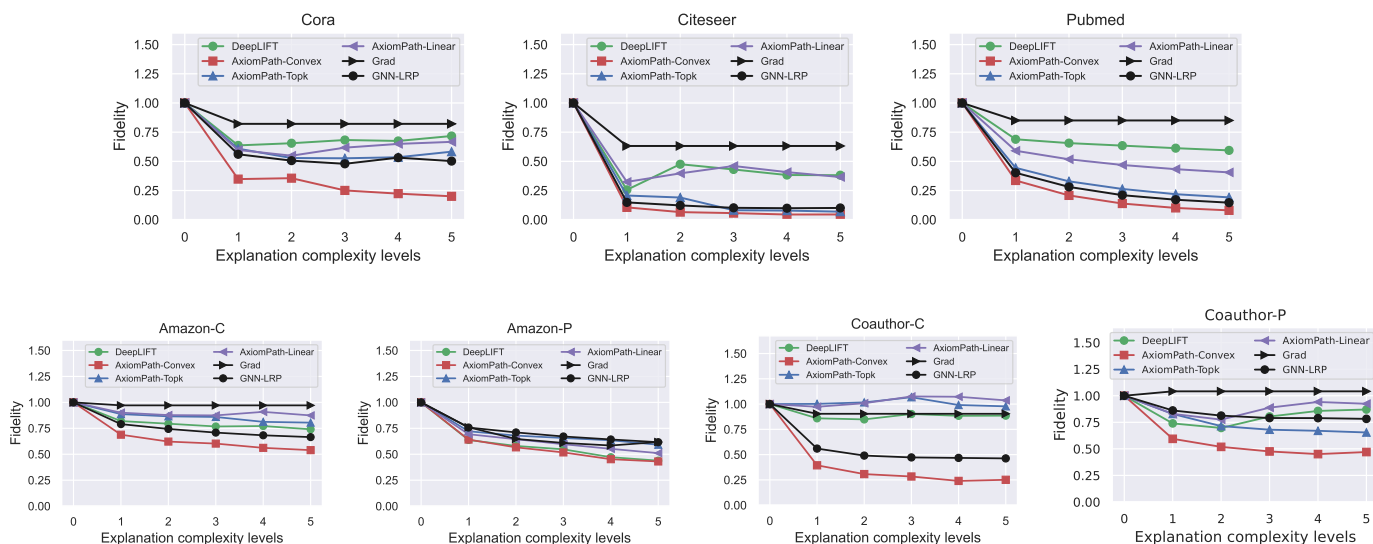 Cora
Fidelity
1.50
1.25
1.00
0.75
0.50
0.25
0.00
DeepLIFT
AxiomPath-Convex
AxiomPath-Topk
AxiomPath-Linear
Grad
GNN-LRP
0 1 2 3 4 5
Explanation complexity levels
Citeseer
Fidelity
1.50
1.25
1.00
0.75
0.50
0.25
0.00
DeepLIFT
AxiomPath-Convex
AxiomPath-Topk
AxiomPath-Linear
Grad
GNN-LRP
0 1 2 3 4 5
Explanation complexity levels
Pubmed
Fidelity
1.50
1.25
1.00
0.75
0.50
0.25
0.00
DeepLIFT
AxiomPath-Convex
AxiomPath-Topk
AxiomPath-Linear
Grad
GNN-LRP
0 1 2 3 4 5
Explanation complexity levels
Amazon-C
Fidelity
1.50
1.25
1.00
0.75
0.50
0.25
0.00
DeepLIFT
AxiomPath-Convex
AxiomPath-Topk
AxiomPath-Linear
Grad
GNN-LRP
0 1 2 3 4 5
Explanation complexity levels
Amazon-P
Fidelity
1.50
1.25
1.00
0.75
0.50
0.25
0.00
DeepLIFT
AxiomPath-Convex
AxiomPath-Topk
AxiomPath-Linear
Grad
GNN-LRP
0 1 2 3 4 5
Explanation complexity levels
Coauthor-C
Fidelity
1.50
1.25
1.00
0.75
0.50
0.25
0.00
DeepLIFT
AxiomPath-Convex
AxiomPath-Topk
AxiomPath-Linear
Grad
GNN-LRP
0 1 2 3 4 5
Explanation complexity levels
Coauthor-P
Fidelity
1.50
1.25
1.00
0.75
0.50
0.25
0.00
DeepLIFT
AxiomPath-Convex
AxiomPath-Topk
AxiomPath-Linear
Grad
GNN-LRP
0 1 2 3 4 5
Explanation complexity levels